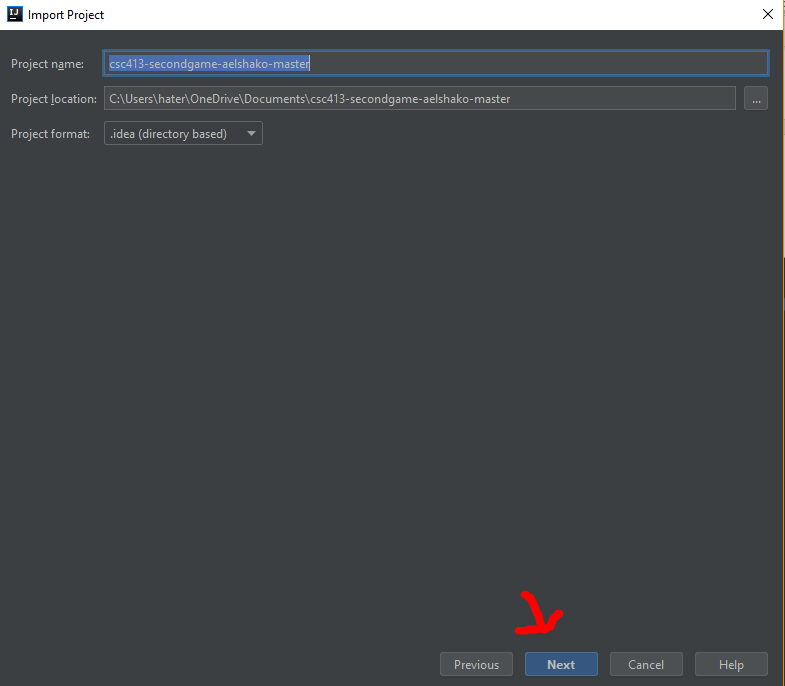 IJ Import Project
Project name: csc413-secondgame-aelshako-master
Project location: C:\Users\hater\OneDrive\Documents\csc413-secondgame-aelshako-master ...
Project format: .idea (directory based)
Previous Next Cancel Help